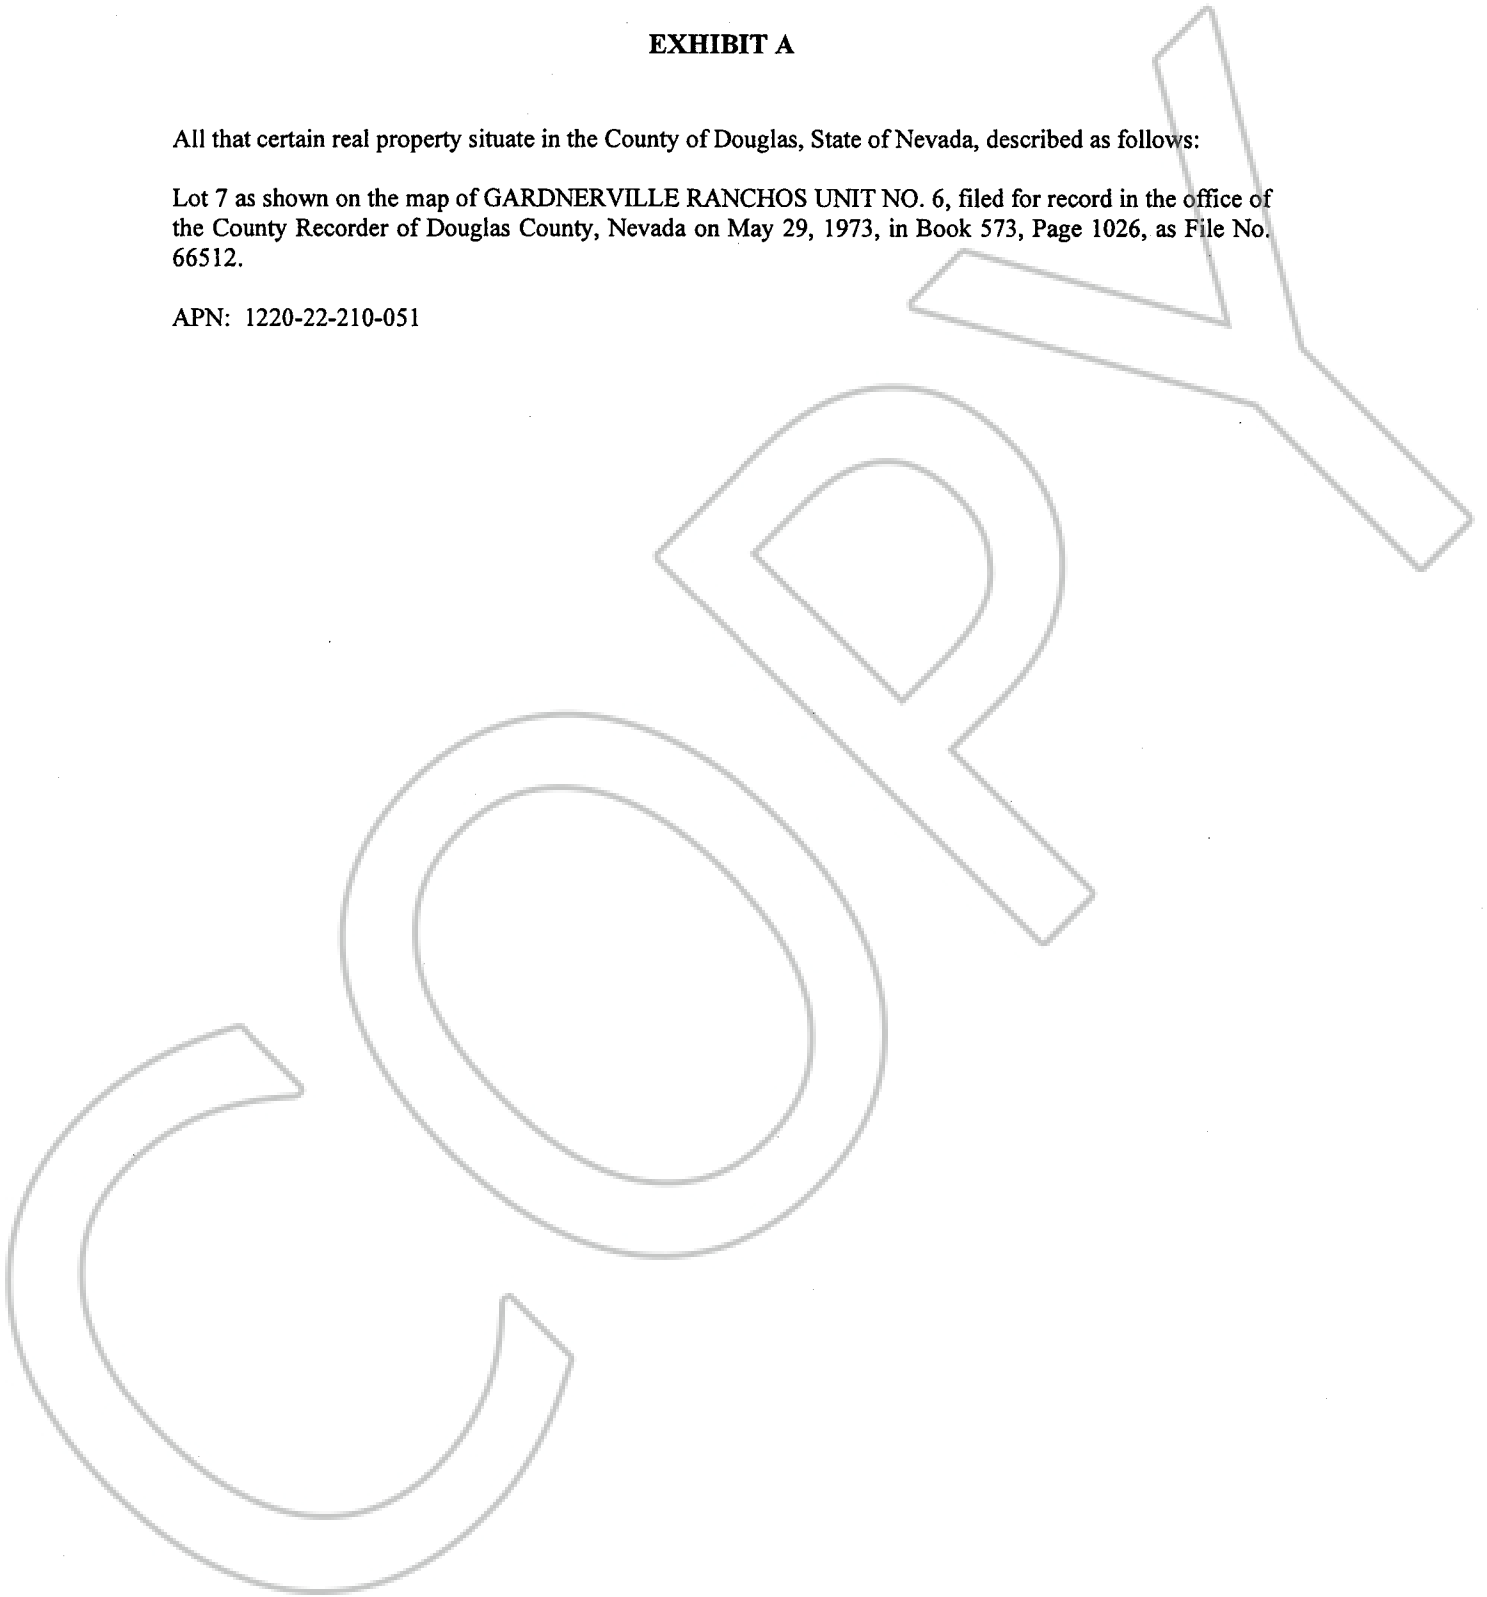 EXHIBIT A
All that certain real property situate in the County of Douglas, State of Nevada, described as follows:
Lot 7 as shown on the map of GARDNERVILLE RANCHOS UNIT NO. 6, filed for record in the office of
the County Recorder of Douglas County, Nevada on May 29, 1973, in Book 573, Page 1026, as File No.
66512.
APN: 1220-22-210-051
COPY